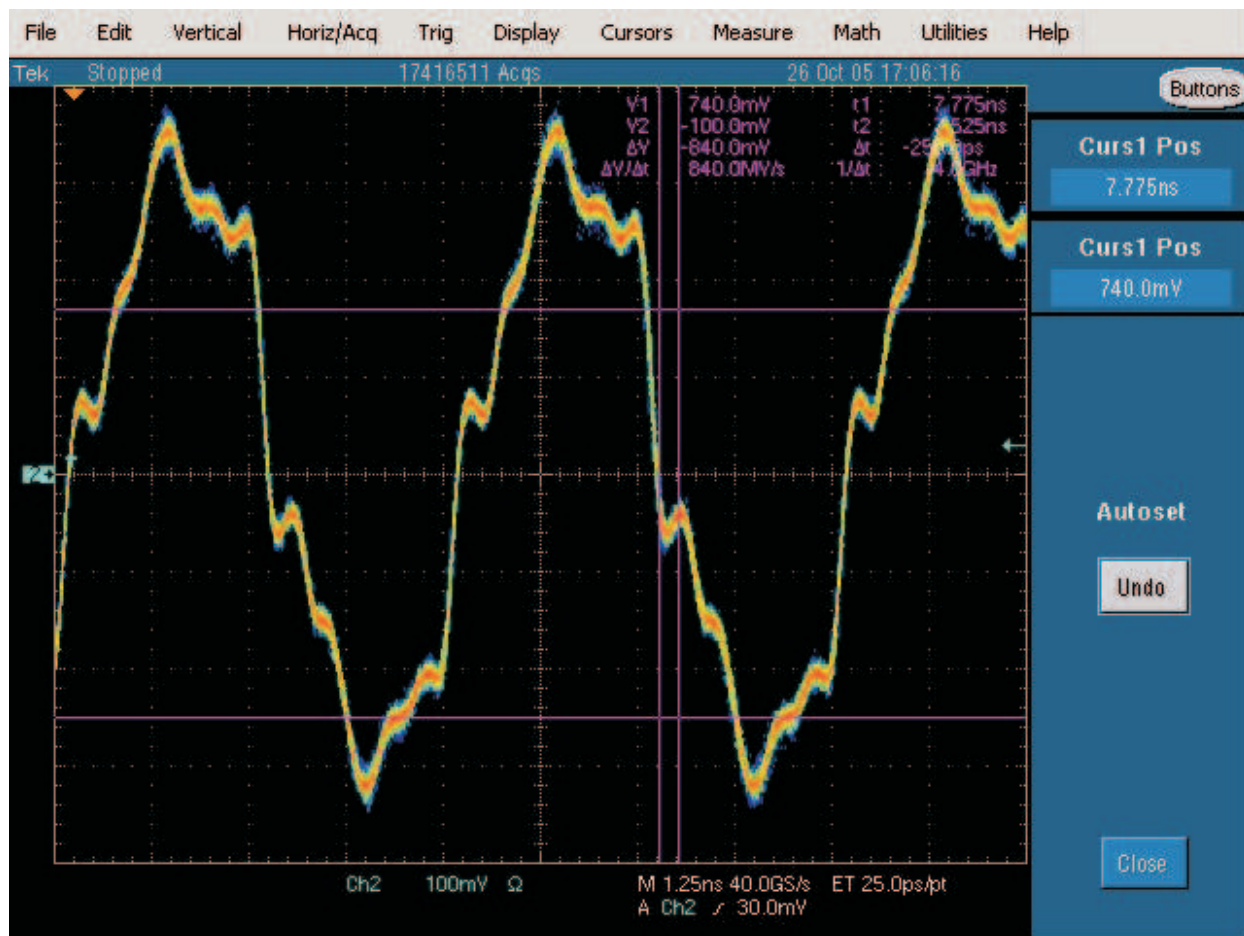 File Edit Vertical Horiz/Acq Trig Display Cursors Measure Math Utilities Help
Tek Stopped 17416511 Acqs 26 Oct 05 17:06:16
Buttons
V1 740.0mV t1 : 7.775ns
V2 -100.0mV t2 :
ΔV -840.0mV Δt :
ΔV/Δt 840.0MV/s 1/Δt :
Curs1 Pos
7.775ns
Curs1 Pos
740.0mV
2
Autoset
Undo
Close
Ch2 100mV Ω M 1.25ns 40.0GS/s ET 25.0ps/pt
A Ch2 30.0mV